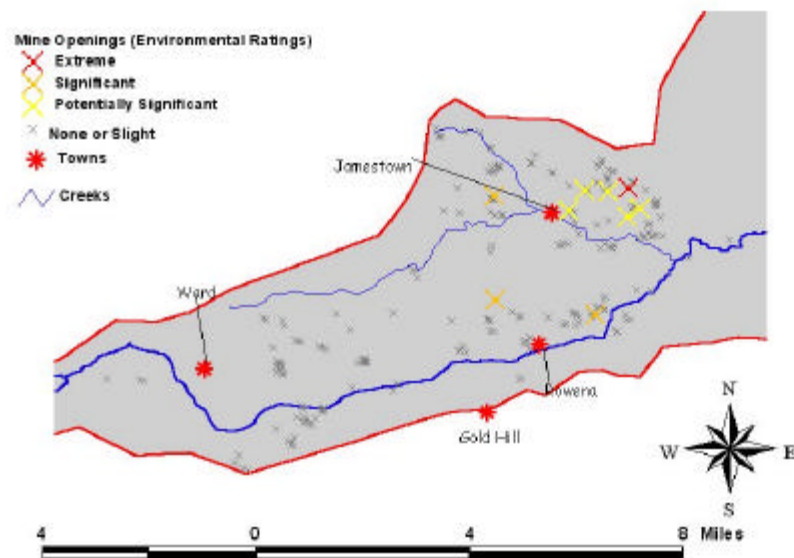 Mine Openings (Environmental Ratings)
Extreme
Significant
Potentially Significant
None or Slight
Towns
Creeks
Jamestown
Ward
Rowena
Gold Hill
N
W E
S
4 0 4 8 Miles